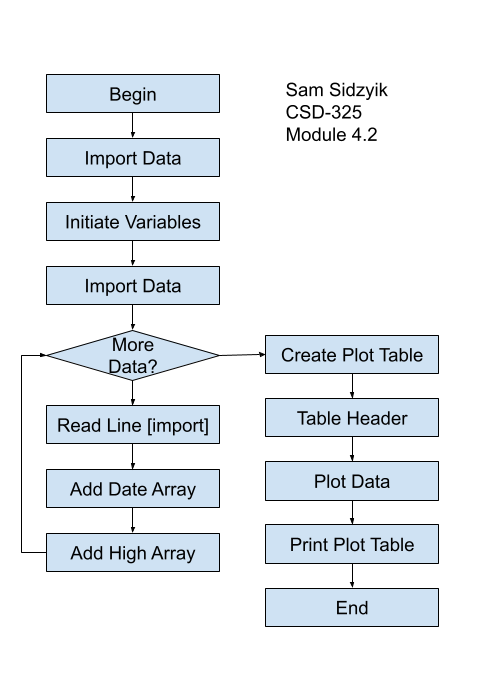 Sam Sidzyik
CSD-325
Module 4.2
Begin
Import Data
Initiate Variables
Import Data
More
Data?
Read Line [import]
Add Date Array
Add High Array
Create Plot Table
Table Header
Plot Data
Print Plot Table
End